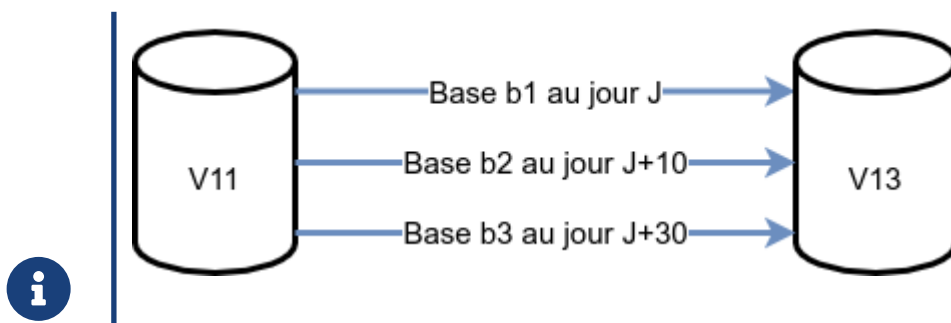 Base b1 au jour J
V11
Base b2 au jour J+10
V13
Base b3 au jour J+30